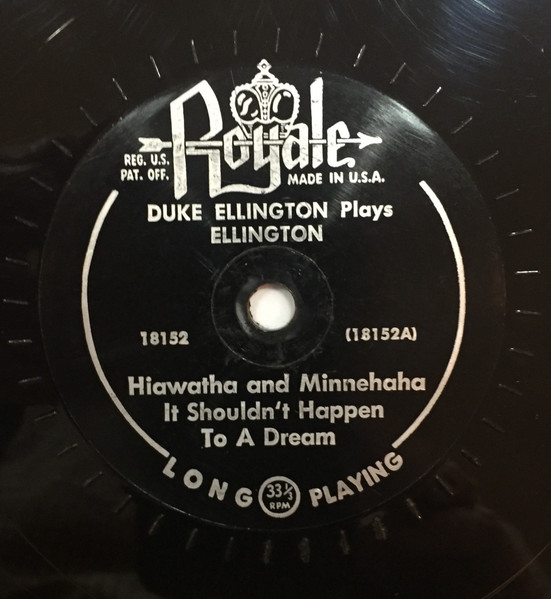 Royale
REG. U.S.
PAT. OFF.
MADE IN U.S.A.
DUKE ELLINGTON Plays
ELLINGTON
18152
(18152A)
Hiawatha and Minnehaha
It Shouldn't Happen
To A Dream
LONG 33⅓ RPM PLAYING